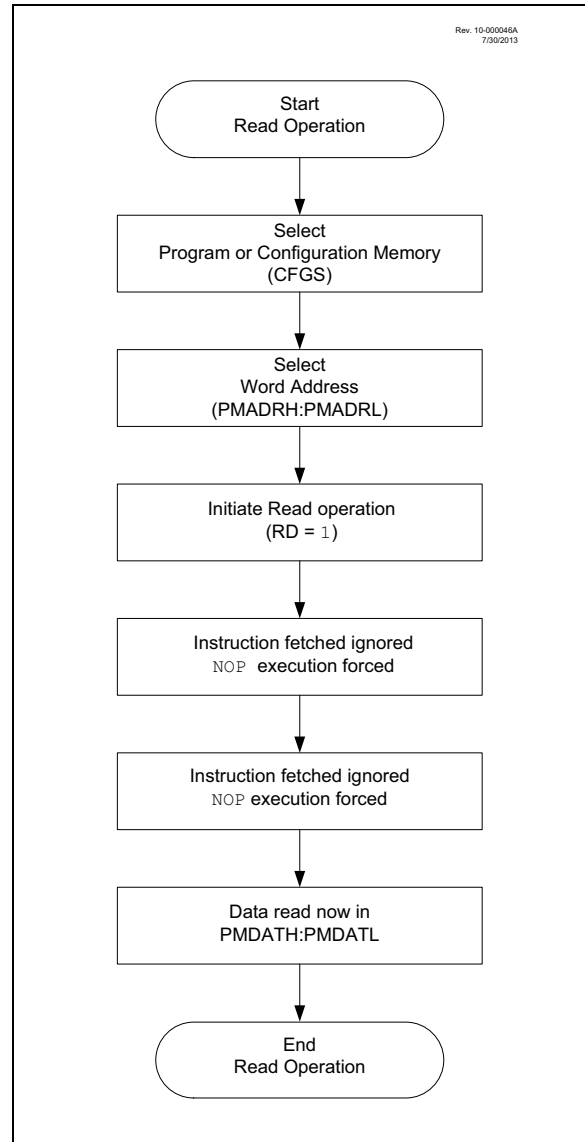 Rev. 10-000046A
7/30/2013
Start
Read Operation
Select
Program or Configuration Memory
(CFGS)
Select
Word Address
(PMADRH:PMADRL)
Initiate Read operation
(RD = 1)
Instruction fetched ignored
NOP execution forced
Instruction fetched ignored
NOP execution forced
Data read now in
PMDATH:PMDATL
End
Read Operation